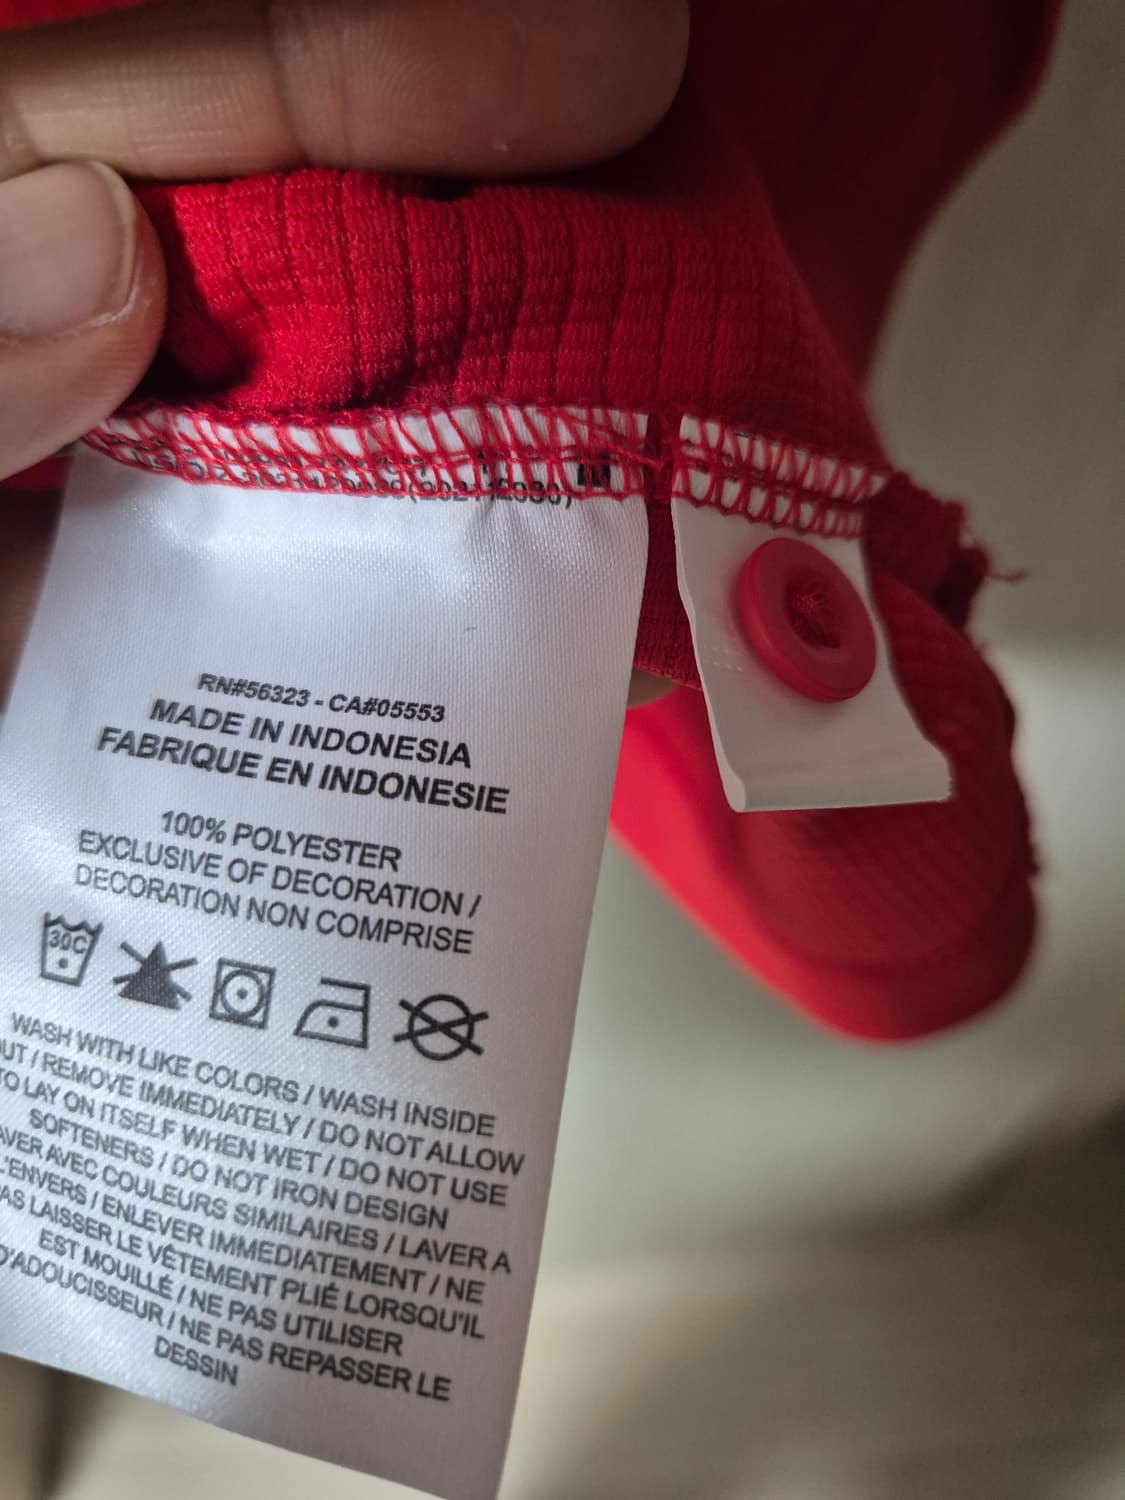 RN#56323 - CA#05553
MADE IN INDONESIA
FABRIQUE EN INDONESIE
100% POLYESTER
EXCLUSIVE OF DECORATION /
DECORATION NON COMPRISE
30C
WASH WITH LIKE COLORS / WASH INSIDE
OUT / REMOVE IMMEDIATELY / DO NOT ALLOW
TO LAY ON ITSELF WHEN WET / DO NOT USE
SOFTENERS / DO NOT IRON DESIGN
LAVER AVEC COULEURS SIMILAIRES / LAVER A
L'ENVERS / ENLEVER IMMEDIATEMENT / NE
PAS LAISSER LE VÊTEMENT PLIÉ LORSQU'IL
EST MOUILLÉ / NE PAS UTILISER
D'ADOUCISSEUR / NE PAS REPASSER LE
DESSIN